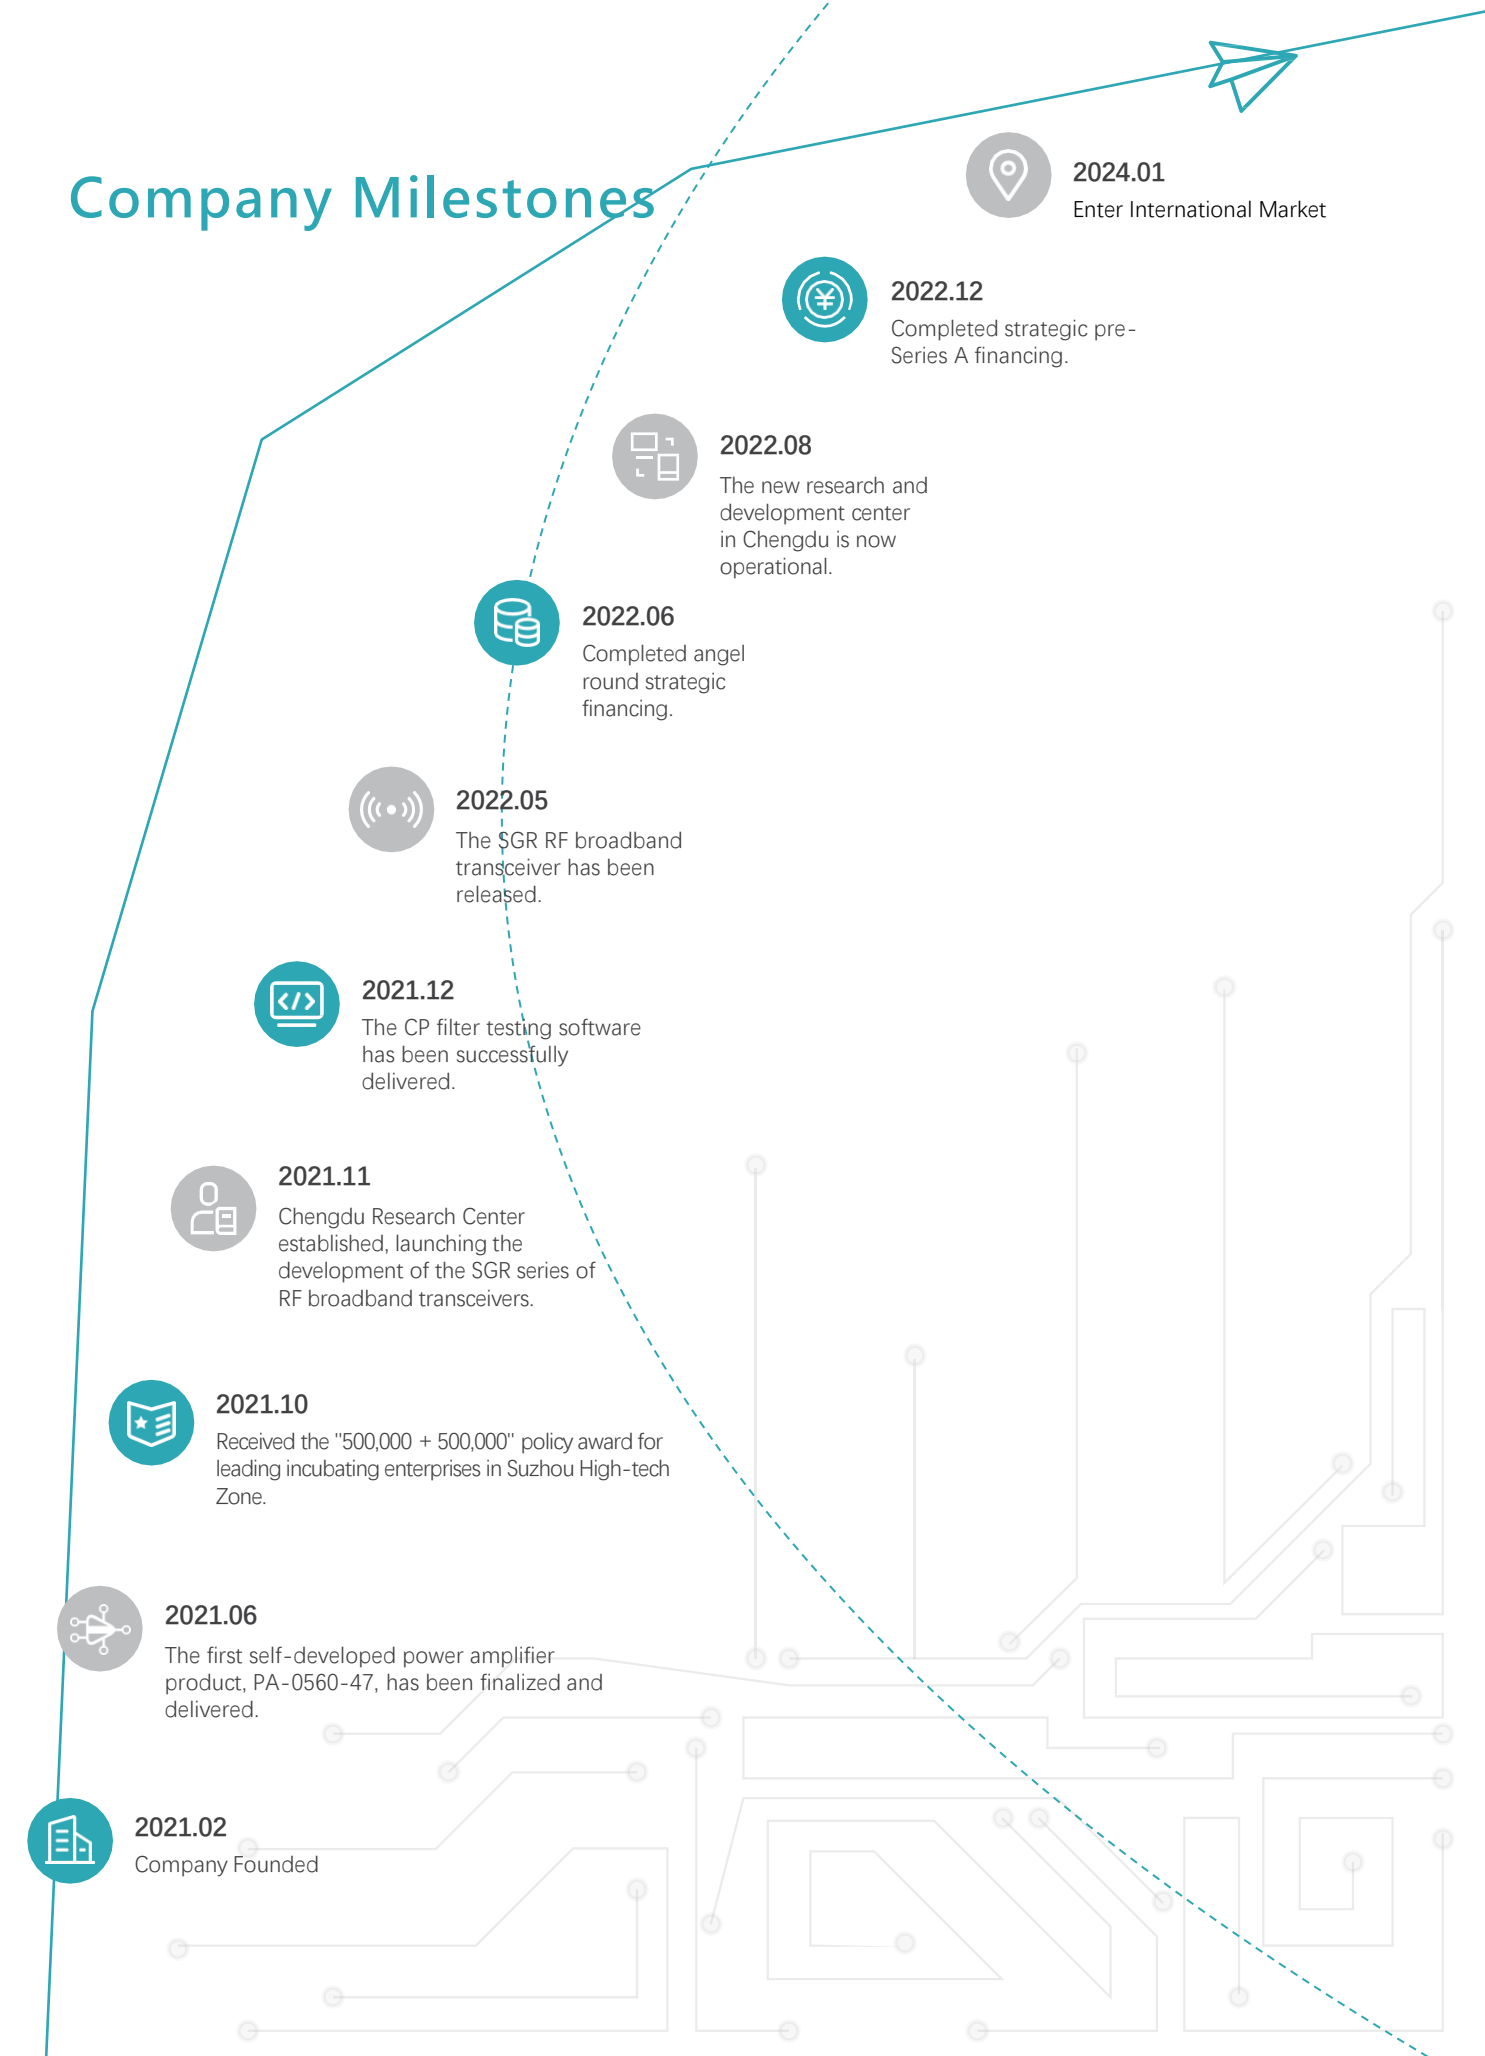 Company Milestones
2024.01
Enter International Market
2022.12
Completed strategic pre-
Series A financing.
2022.08
The new research and
development center
in Chengdu is now
operational.
2022.06
Completed angel
round strategic
financing.
2022.05
The SGR RF broadband
transceiver has been
released.
2021.12
The CP filter testing software
has been successfully
delivered.
2021.11
Chengdu Research Center
established, launching the
development of the SGR series of
RF broadband transceivers.
2021.10
Received the "500,000 + 500,000" policy award for
leading incubating enterprises in Suzhou High-tech
Zone.
2021.06
The first self-developed power amplifier
product, PA-0560-47, has been finalized and
delivered.
2021.02
Company Founded